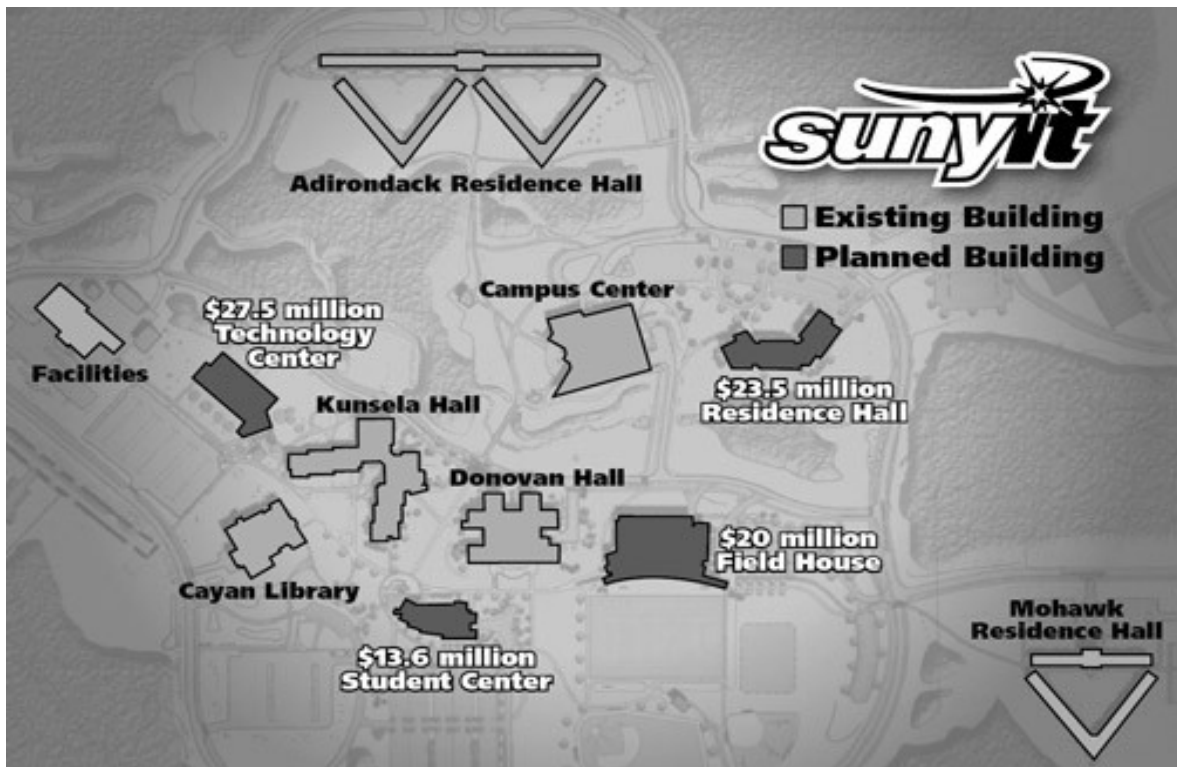 sunyit
Existing Building
Planned Building
Adirondack Residence Hall
Campus Center
$27.5 million
Technology
Center
Facilities
$23.5 million
Residence Hall
Kunsela Hall
Donovan Hall
$20 million
Field House
Cayan Library
Mohawk
Residence Hall
$13.6 million
Student Center